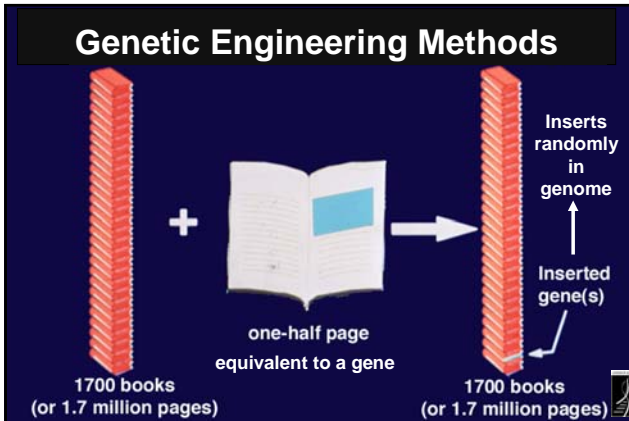 Genetic Engineering Methods
1700 books
(or 1.7 million pages)
one-half page
equivalent to a gene
Inserts
randomly
in
genome
Inserted
gene(s)
1700 books
(or 1.7 million pages)